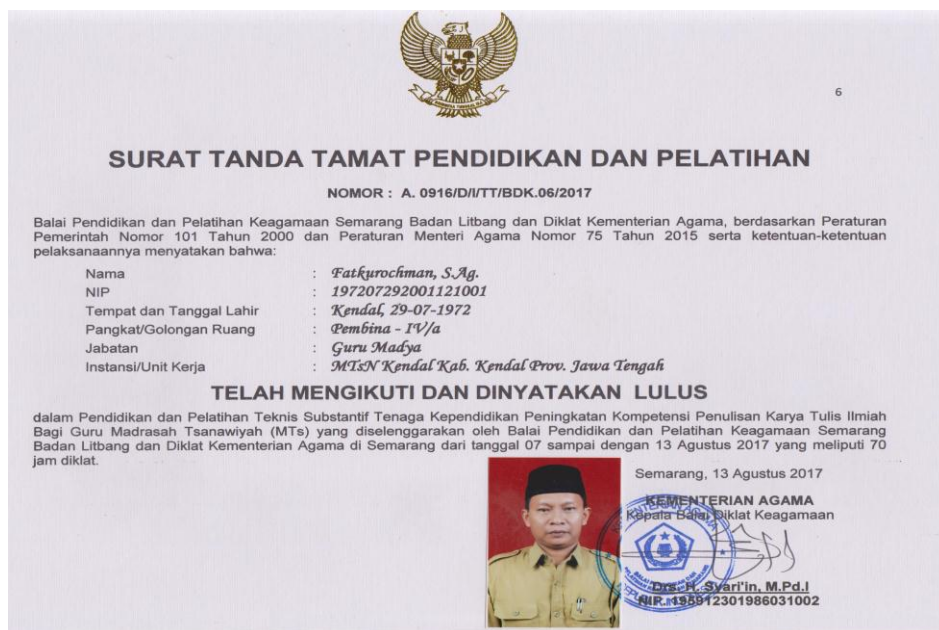 6
SURAT TANDA TAMAT PENDIDIKAN DAN PELATIHAN
NOMOR : A. 0916/D/I/TT/BDK.06/2017
Balai Pendidikan dan Pelatihan Keagamaan Semarang Badan Litbang dan Diklat Kementerian Agama, berdasarkan Peraturan
Pemerintah Nomor 101 Tahun 2000 dan Peraturan Menteri Agama Nomor 75 Tahun 2015 serta ketentuan-ketentuan
pelaksanaannya menyatakan bahwa:
Nama : Fatkurochman, S.Ag.
NIP : 197207292001121001
Tempat dan Tanggal Lahir : Kendal, 29-07-1972
Pangkat/Golongan Ruang : Pembina - IV/a
Jabatan : Guru Madya
Instansi/Unit Kerja : MTsN Kendal Kab. Kendal Prov. Jawa Tengah
TELAH MENGIKUTI DAN DINYATAKAN LULUS
dalam Pendidikan dan Pelatihan Teknis Substantif Tenaga Kependidikan Peningkatan Kompetensi Penulisan Karya Tulis Ilmiah
Bagi Guru Madrasah Tsanawiyah (MTs) yang diselenggarakan oleh Balai Pendidikan dan Pelatihan Keagamaan Semarang
Badan Litbang dan Diklat Kementerian Agama di Semarang dari tanggal 07 sampai dengan 13 Agustus 2017 yang meliputi 70
jam diklat.
Semarang, 13 Agustus 2017
KEMENTERIAN AGAMA
Kepala Balai Diklat Keagamaan
Drs. H. Syari'in, M.Pd.I
NIP. 195912301986031002